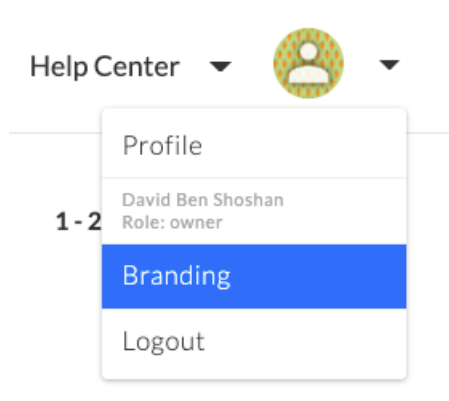 Help Center
Profile
David Ben Shoshan
1 - 2 Role: owner
Branding
Logout